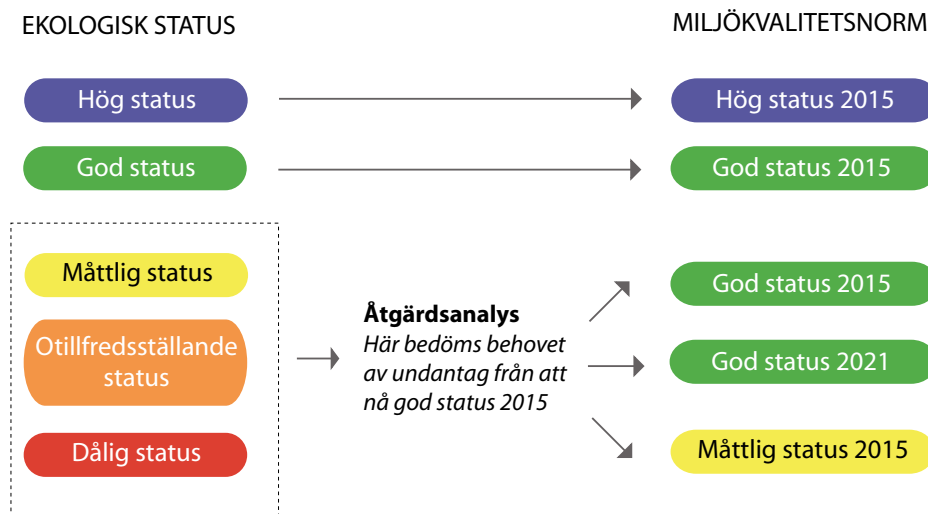 EKOLOGISK STATUS
MILJÖKVALITETSNORM
Hög status
Hög status 2015
God status
God status 2015
Måttlig status
Otillfredsställande
status
Dålig status
Åtgärdsanalys
Här bedöms behovet
av undantag från att
nå god status 2015
God status 2015
God status 2021
Måttlig status 2015